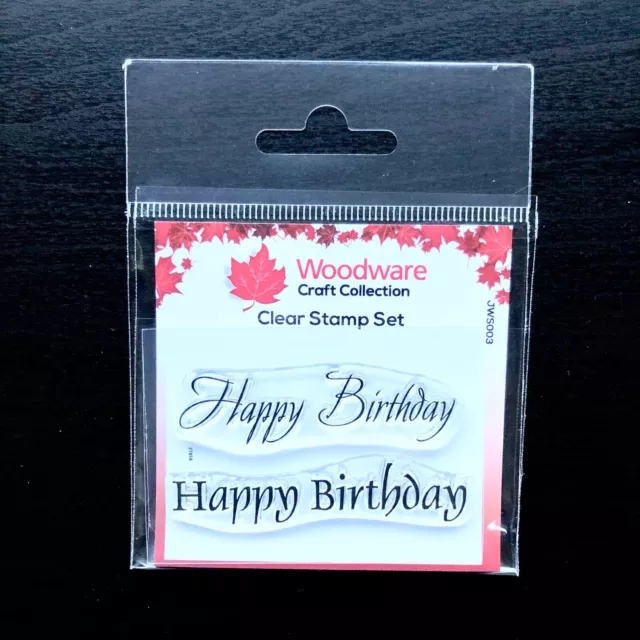 Woodware
Craft Collection
Clear Stamp Set
JWS003
Happy Birthday
Happy Birthday